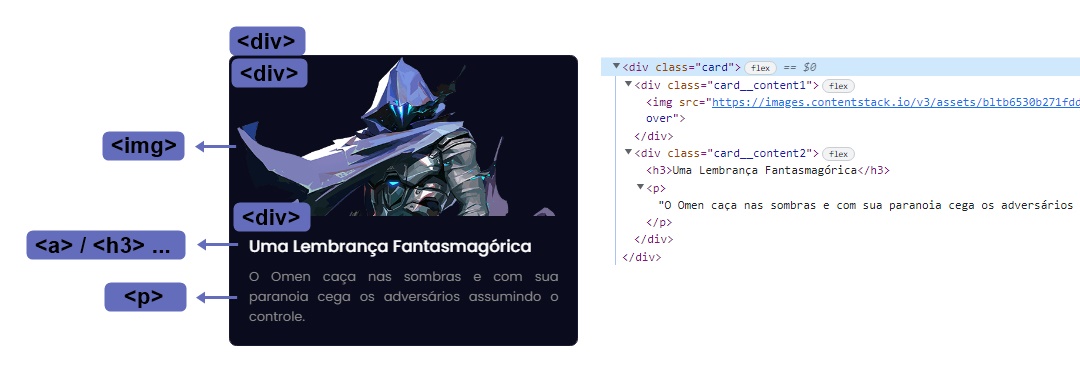 <div>
<div>
<img>
<div>
<a> / <h3> ...
Uma Lembrança Fantasmagórica
<p>
O Omen caça nas sombras e com sua
paranoia cega os adversários assumindo o
controle.
<div class="card"> flex == $0
<div class="card__content1"> flex
<img src="https://images.contentstack.io/v3/assets/bltb6530b271fdd
over">
</div>
<div class="card__content2"> flex
<h3>Uma Lembrança Fantasmagórica</h3>
<p>
"O Omen caça nas sombras e com sua paranoia cega os adversários
</p>
</div>
</div>